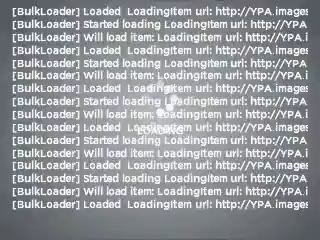 [BulkLoader] Loaded LoadingItem url: http://YPA.images
[BulkLoader] Started loading LoadingItem url: http://YPA
[BulkLoader] Will load item: LoadingItem url: http://YPA.i
[BulkLoader] Loaded LoadingItem url: http://YPA.images
[BulkLoader] Started loading LoadingItem url: http://YPA
[BulkLoader] Will load item: LoadingItem url: http://YPA.i
[BulkLoader] Loaded LoadingItem url: http://YPA.images
[BulkLoader] Started loading LoadingItem url: http://YPA
[BulkLoader] Will load item: LoadingItem url: http://YPA.i
[BulkLoader] Loaded LoadingItem url: http://YPA.images
LOADING
[BulkLoader] Started loading LoadingItem url: http://YPA
[BulkLoader] Will load item: LoadingItem url: http://YPA.i
[BulkLoader] Loaded LoadingItem url: http://YPA.images
[BulkLoader] Started loading LoadingItem url: http://YPA
[BulkLoader] Will load item: LoadingItem url: http://YPA.i
[BulkLoader] Loaded LoadingItem url: http://YPA.images